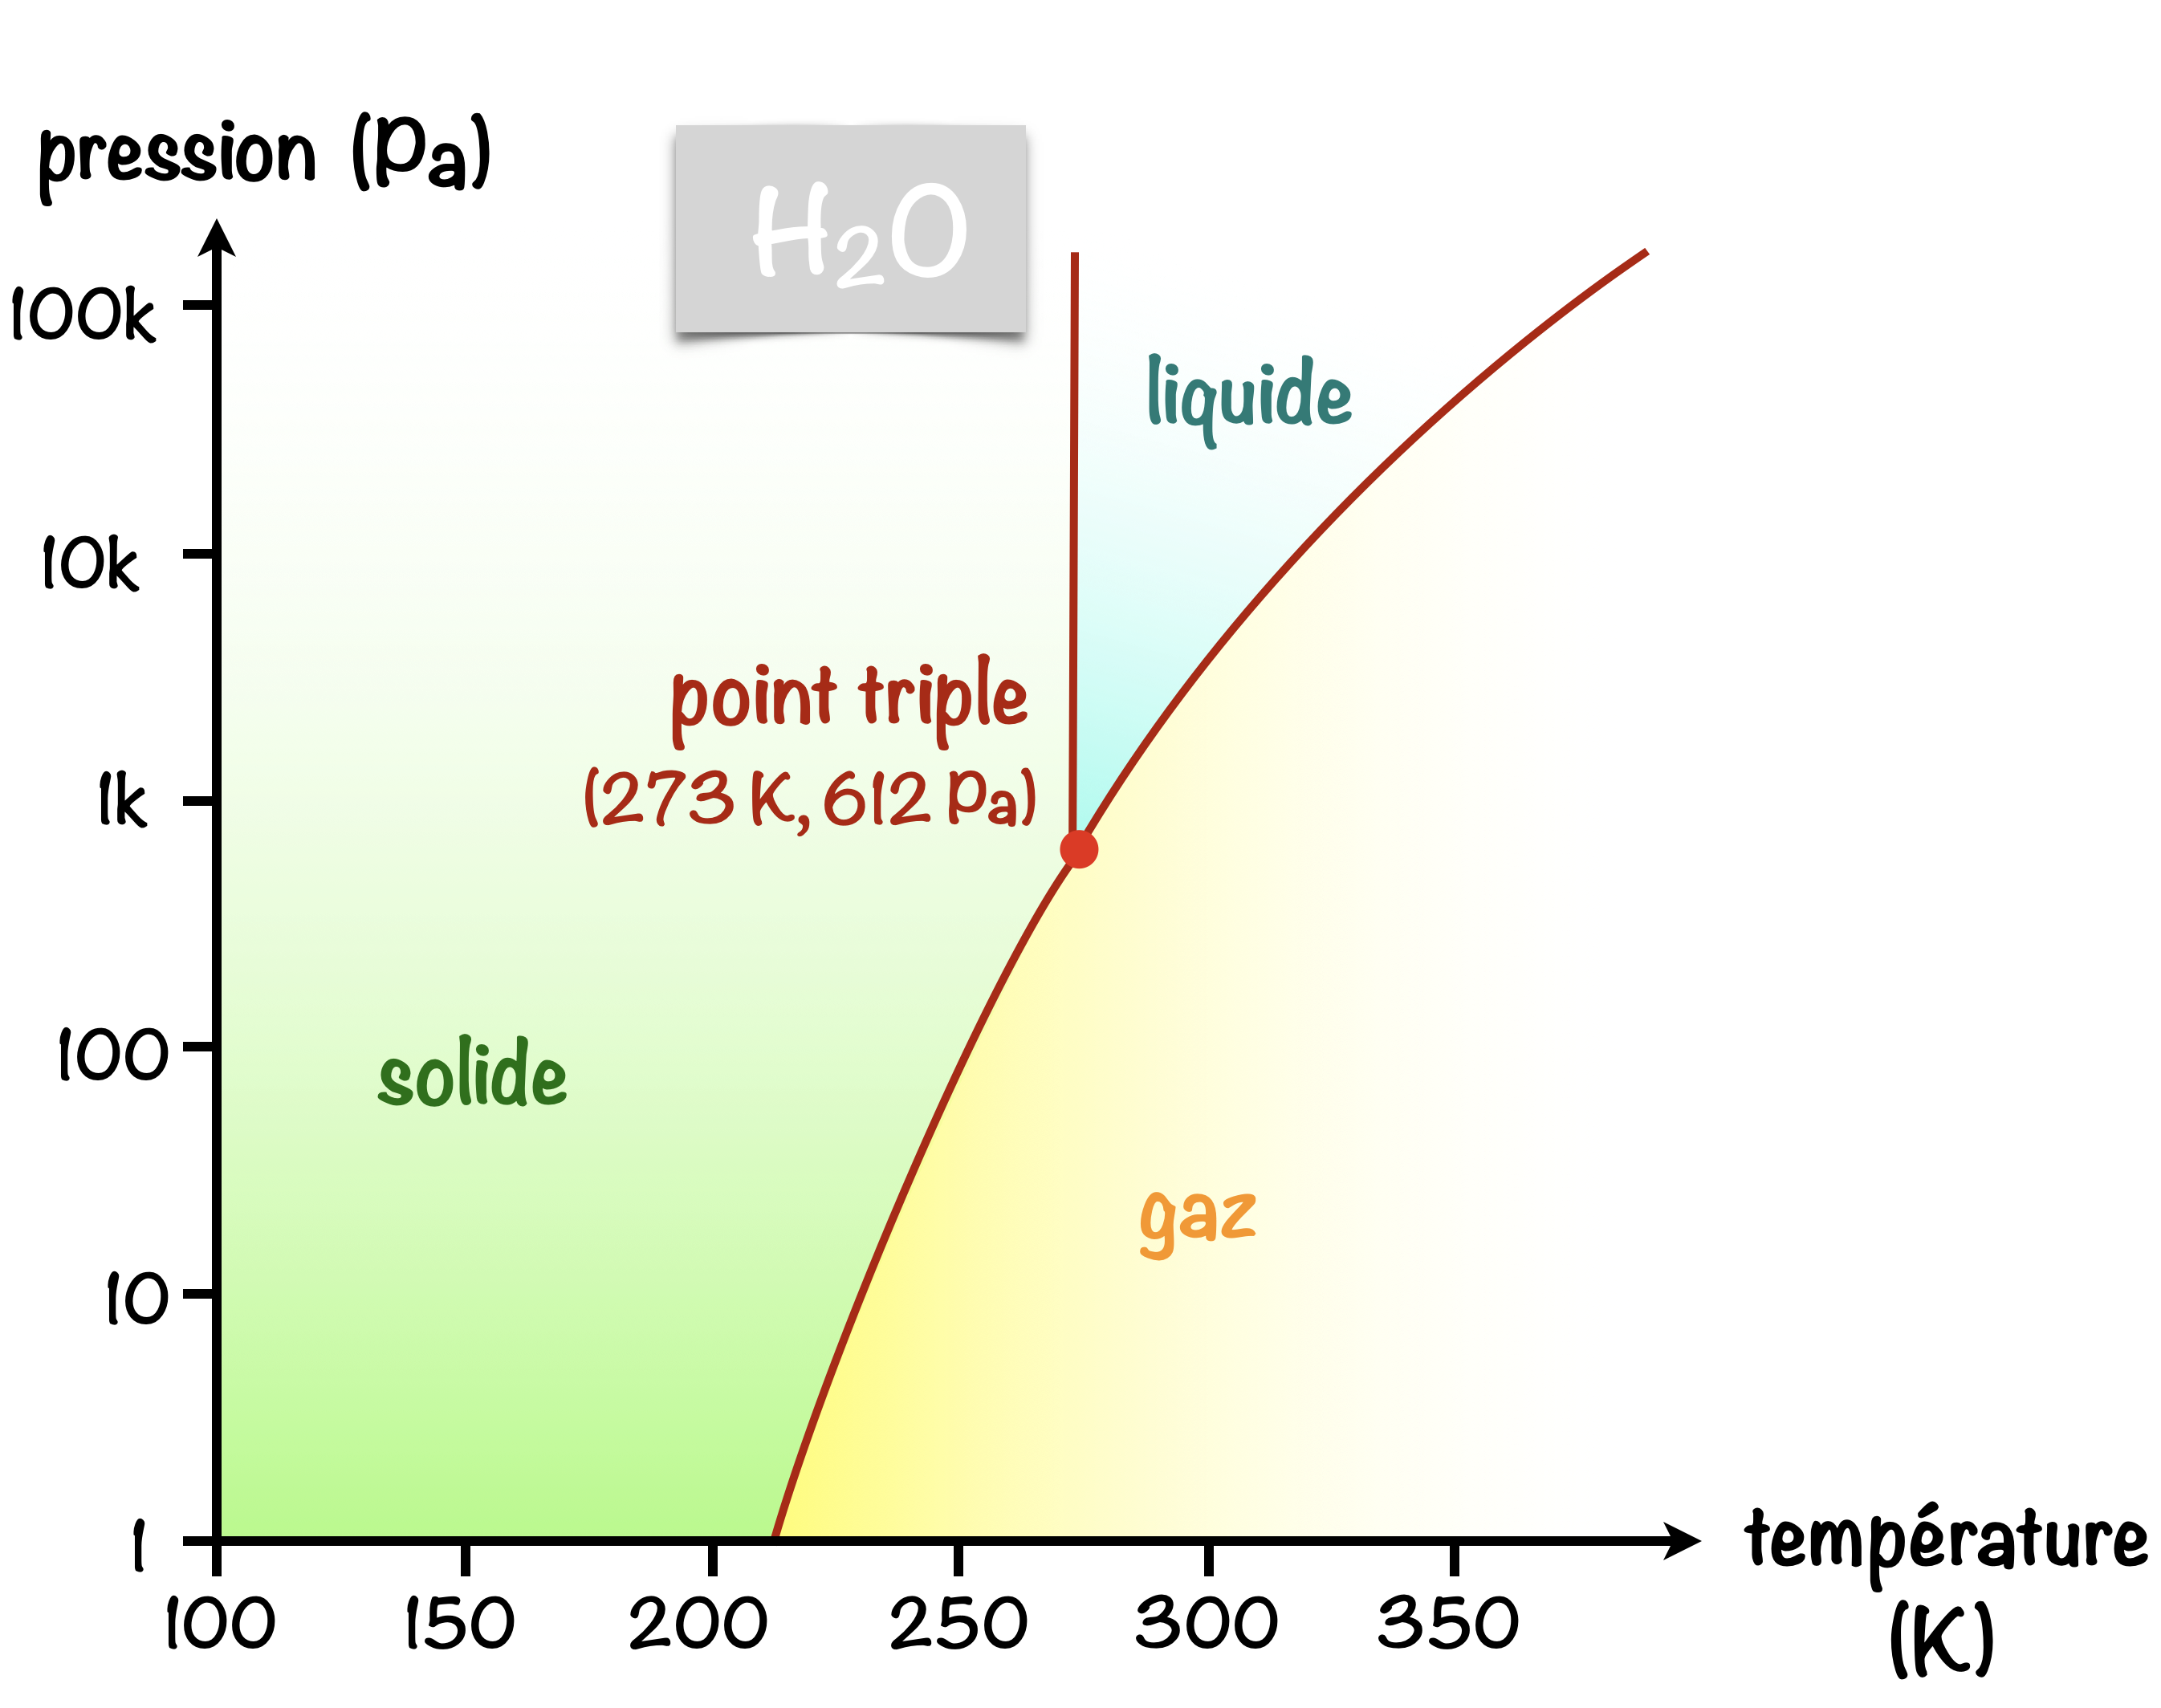 pression (Pa)
H₂O
100k
liquide
10k
point triple
1k
(273 K, 612 Pa)
100
solide
gaz
10
1
température
(K)
100 150 200 250 300 350